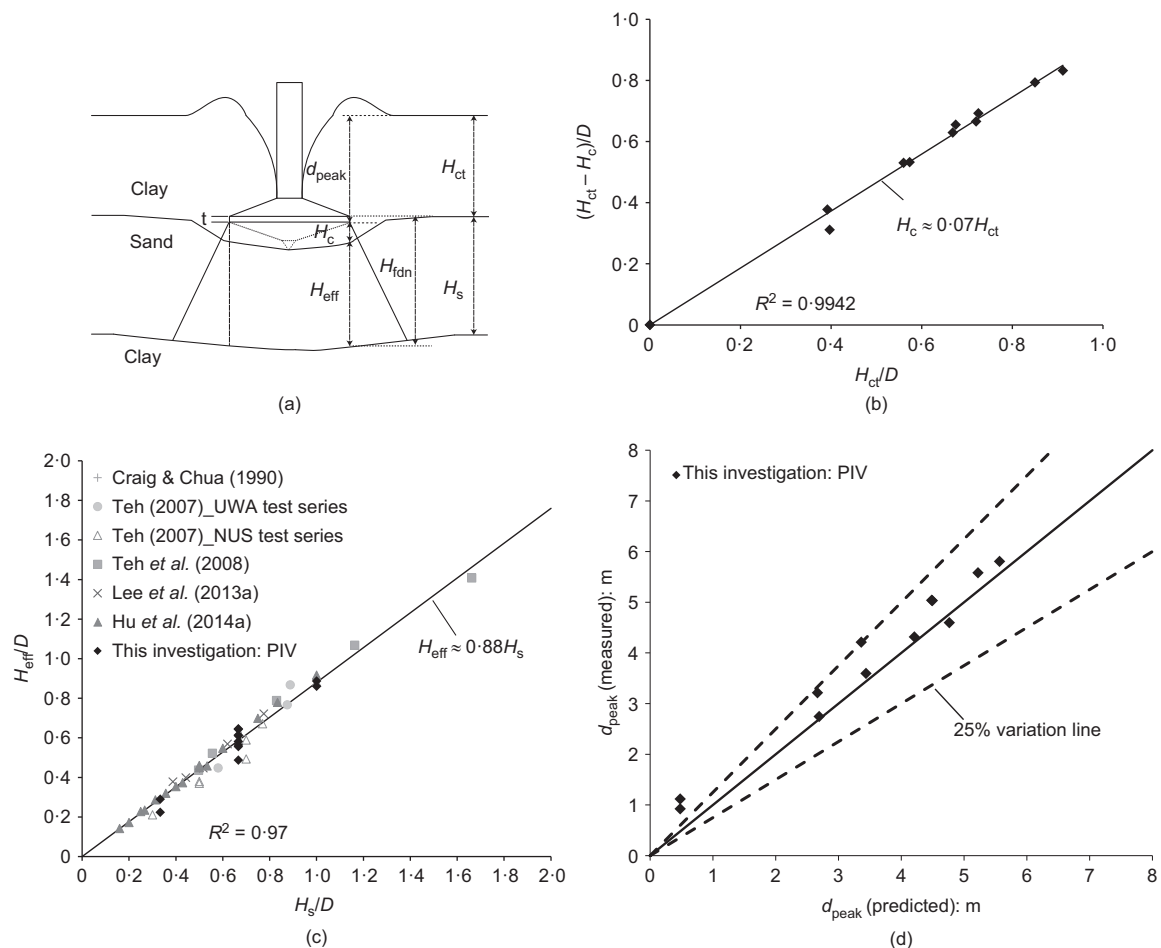 Clay
Sand
Clay
t
d_peak
H_c
H_eff
H_fdn
H_ct
H_s
(a)
1·0
0·8
0·6
0·4
0·2
0
(H_ct – H_c)/D
H_c ≈ 0·07H_ct
R² = 0·9942
0 0·2 0·4 0·6 0·8 1·0
H_ct/D
(b)
2·0
1·8
1·6
1·4
1·2
1·0
0·8
0·6
0·4
0·2
0
H_eff/D
Craig & Chua (1990)
Teh (2007)_UWA test series
Teh (2007)_NUS test series
Teh et al. (2008)
Lee et al. (2013a)
Hu et al. (2014a)
This investigation: PIV
H_eff ≈ 0·88H_s
R² = 0·97
0 0·2 0·4 0·6 0·8 1·0 1·2 1·4 1·6 1·8 2·0
H_s/D
(c)
8
7
6
5
4
3
2
1
0
d_peak (measured): m
This investigation: PIV
25% variation line
0 1 2 3 4 5 6 7 8
d_peak (predicted): m
(d)